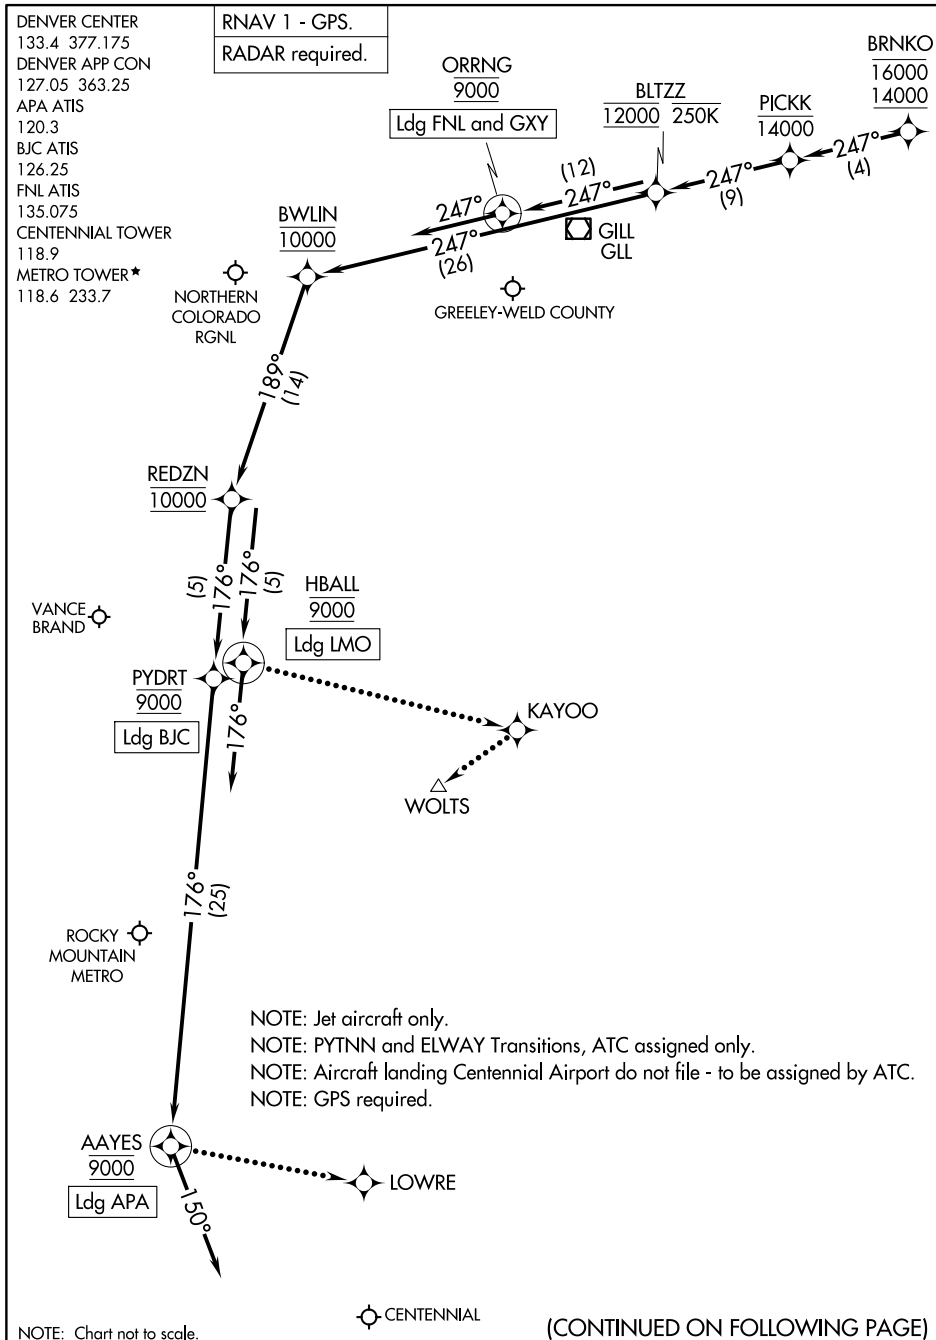 DENVER CENTER
133.4 377.175
DENVER APP CON
127.05 363.25
APA ATIS
120.3
BJC ATIS
126.25
FNL ATIS
135.075
CENTENNIAL TOWER
118.9
METRO TOWER★
118.6 233.7
RNAV 1 - GPS.
RADAR required.
ORRNG
9000
Ldg FNL and GXY
BLTZZ
12000 250K
PICKK
14000
BRNKO
16000
14000
247°
(4)
247°
(9)
(12)
247°
247°
247°
(26)
GILL
GLL
BWLIN
10000
NORTHERN
COLORADO
RGNL
GREELEY-WELD COUNTY
189°
(14)
REDZN
10000
(5)
176°
176°
(5)
VANCE
BRAND
HBALL
9000
Ldg LMO
PYDRT
9000
Ldg BJC
176°
KAYOO
WOLTS
176°
(25)
ROCKY
MOUNTAIN
METRO
NOTE: Jet aircraft only.
NOTE: PYTNN and ELWAY Transitions, ATC assigned only.
NOTE: Aircraft landing Centennial Airport do not file - to be assigned by ATC.
NOTE: GPS required.
AAYES
9000
Ldg APA
LOWRE
150°
CENTENNIAL
NOTE: Chart not to scale.
(CONTINUED ON FOLLOWING PAGE)